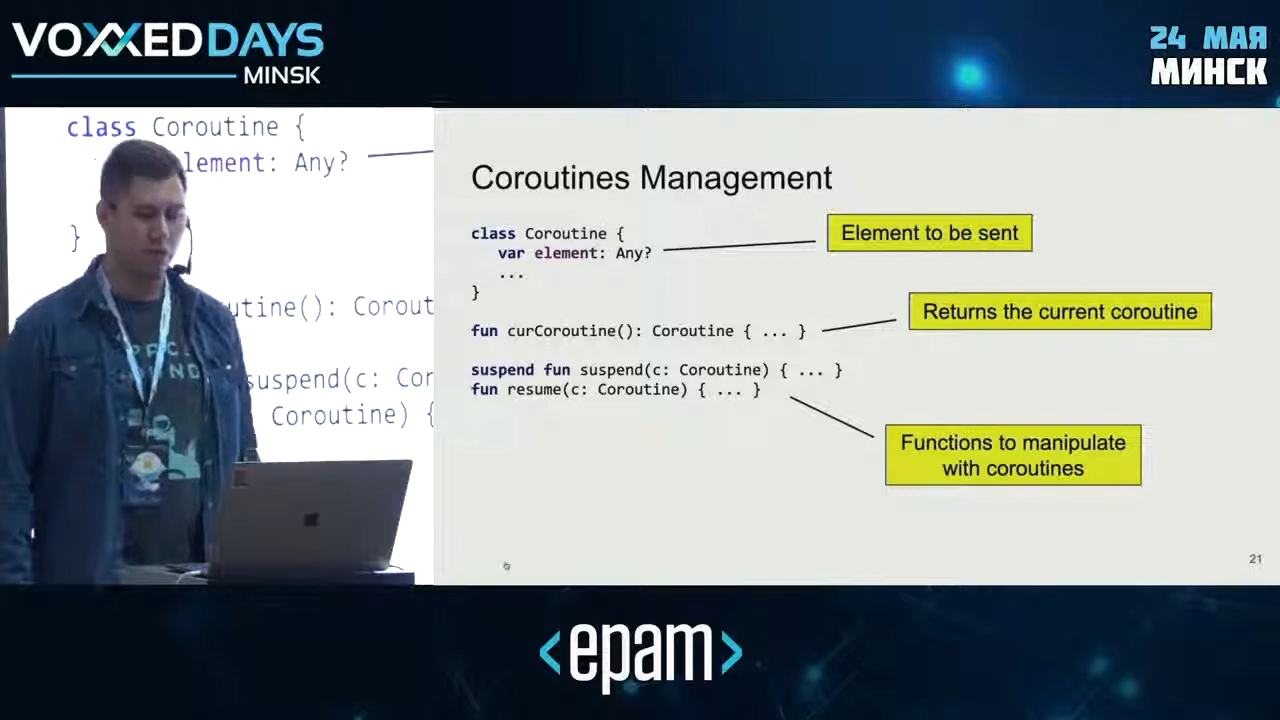 VOXXED DAYS
MINSK
24 МАЯ
МИНСК
class Coroutine {
lement: Any?
}
utine(): Corout
suspend(c: Cor
Coroutine) {
Coroutines Management
class Coroutine {
var element: Any?
...
}
fun curCoroutine(): Coroutine { ... }
suspend fun suspend(c: Coroutine) { ... }
fun resume(c: Coroutine) { ... }
Element to be sent
Returns the current coroutine
Functions to manipulate
with coroutines
21
<epam>